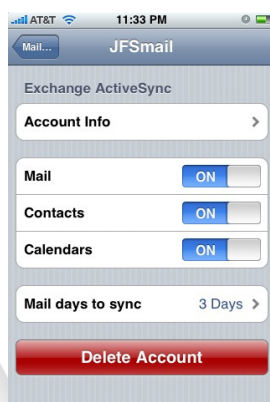 AT&T 11:33 PM
Mail... JFSmail
Exchange ActiveSync
Account Info
Mail ON
Contacts ON
Calendars ON
Mail days to sync 3 Days
Delete Account